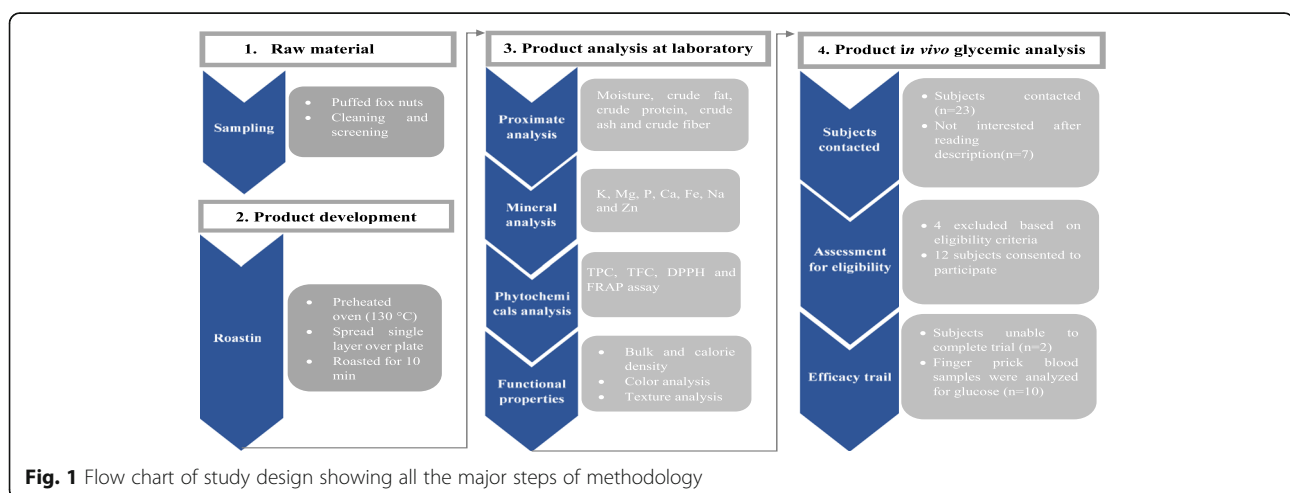 1. Raw material
Sampling
• Puffed fox nuts
• Cleaning and
screening
2. Product development
Roastin
• Preheated
oven (130 °C)
• Spread single
layer over plate
• Roasted for 10
min
3. Product analysis at laboratory
Proximate
analysis
Moisture, crude fat,
crude protein, crude
ash and crude fiber
Mineral
analysis
K, Mg, P, Ca, Fe, Na
and Zn
Phytochemi
cals analysis
TPC, TFC, DPPH and
FRAP assay
Functional
properties
• Bulk and calorie
density
• Color analysis
• Texture analysis
4. Product in vivo glycemic analysis
Subjects
contacted
• Subjects contacted
(n=23)
• Not interested after
reading
description(n=7)
Assessment
for eligibility
• 4 excluded based on
eligibility criteria
• 12 subjects consented to
participate
Efficacy trail
• Subjects unable to
complete trial (n=2)
• Finger prick blood
samples were analyzed
for glucose (n=10)
Fig. 1 Flow chart of study design showing all the major steps of methodology